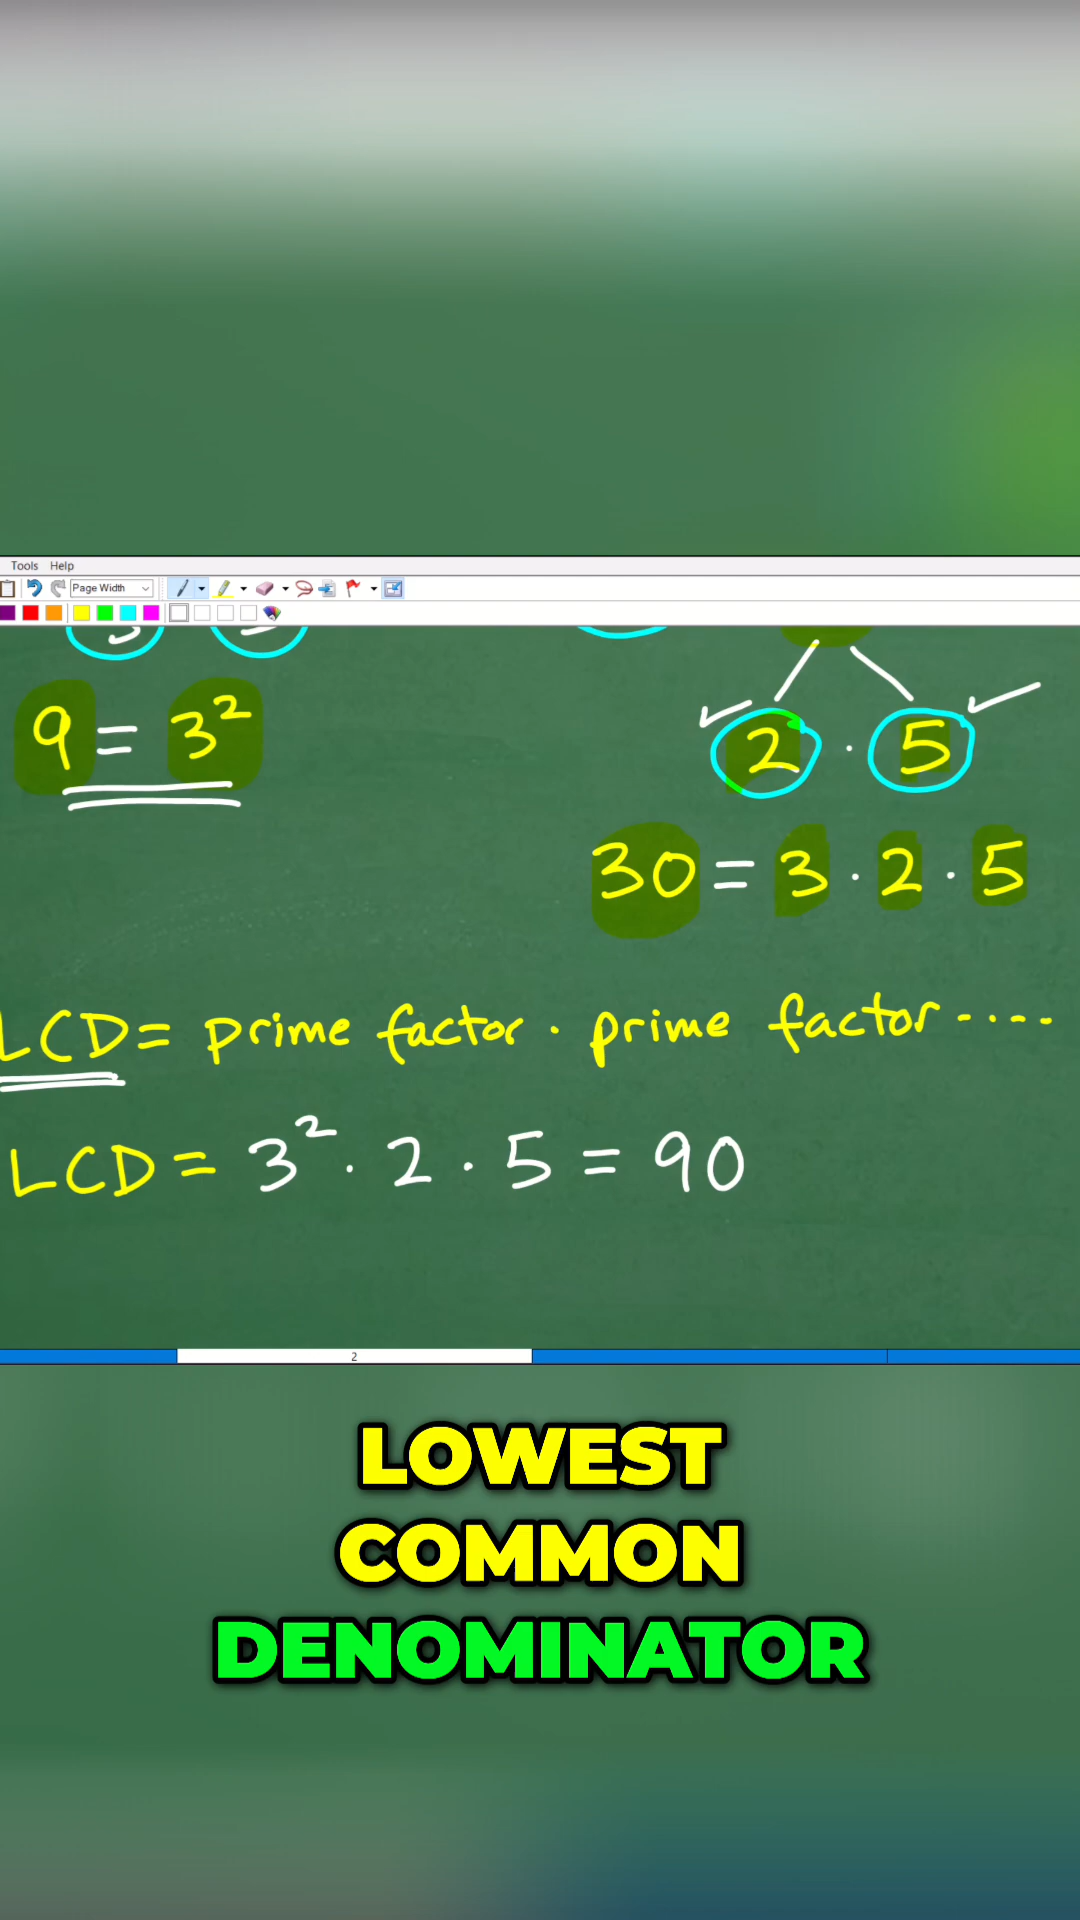 Tools Help
Page Width
9 = 3²
2 · 5
30 = 3 · 2 · 5
LCD = prime factor · prime factor ....
LCD = 3² · 2 · 5 = 90
2
LOWEST
COMMON
DENOMINATOR